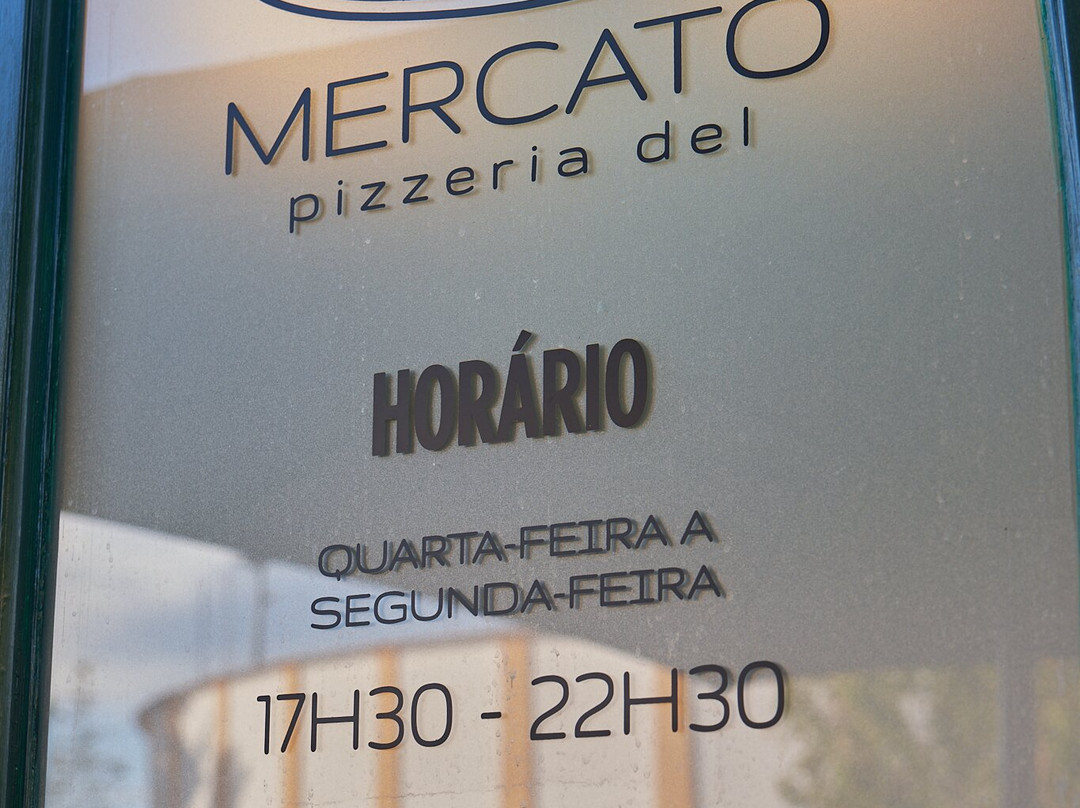 MERCATO
pizzeria del
HORÁRIO
QUARTA-FEIRA A
SEGUNDA-FEIRA
17H30 - 22H30